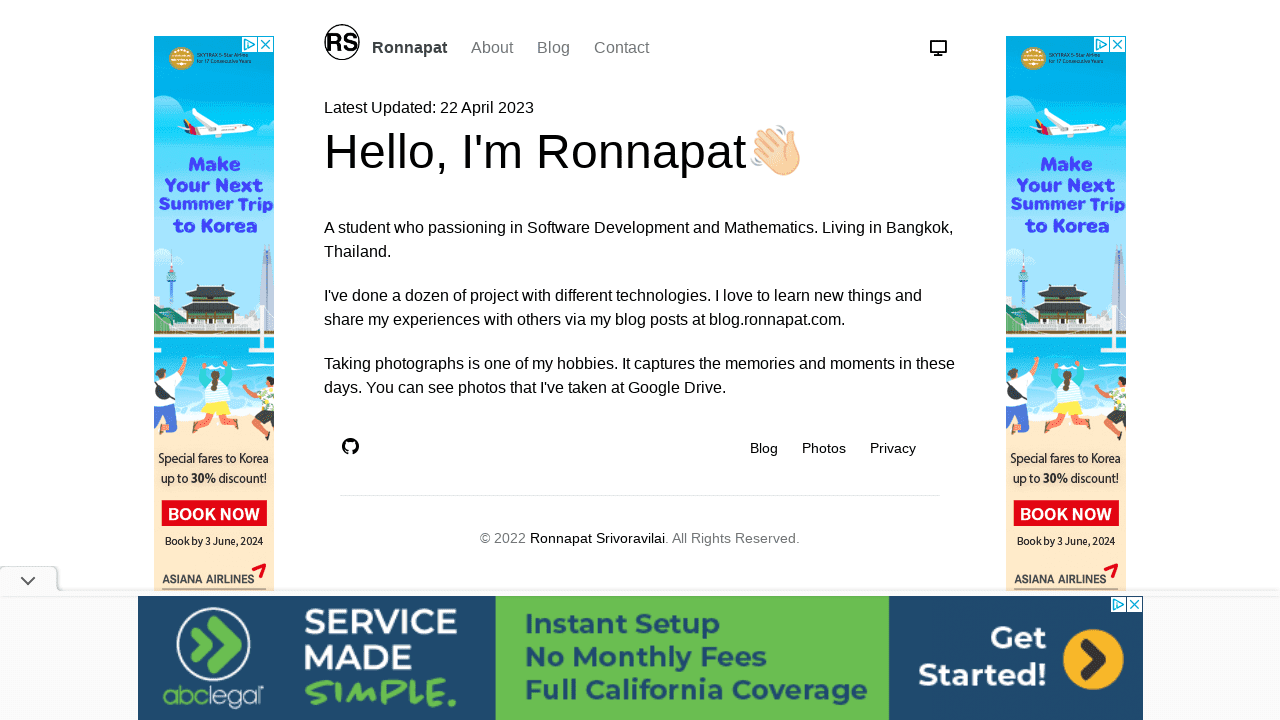 RS
Ronnapat
About
Blog
Contact
Latest Updated: 22 April 2023
Hello, I'm Ronnapat👋🏻
A student who passioning in Software Development and Mathematics. Living in Bangkok,
Thailand.
I've done a dozen of project with different technologies. I love to learn new things and
share my experiences with others via my blog posts at blog.ronnapat.com.
Taking photographs is one of my hobbies. It captures the memories and moments in these
days. You can see photos that I've taken at Google Drive.
Blog
Photos
Privacy
© 2022 Ronnapat Srivoravilai. All Rights Reserved.
SKYTRAX 5-Star Airline
for 17 Consecutive Years
Make
Your Next
Summer Trip
to Korea
Special fares to Korea
up to 30% discount!
BOOK NOW
Book by 3 June, 2024
ASIANA AIRLINES
SKYTRAX 5-Star Airline
for 17 Consecutive Years
Make
Your Next
Summer Trip
to Korea
Special fares to Korea
up to 30% discount!
BOOK NOW
Book by 3 June, 2024
ASIANA AIRLINES
abclegal
SERVICE
MADE
SIMPLE.
Instant Setup
No Monthly Fees
Full California Coverage
Get
Started!